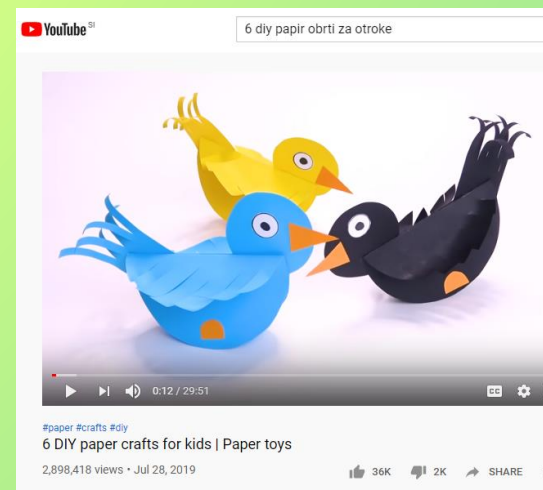 YouTube SI
6 diy papir obrti za otroke
0:12 / 29:51
CC
#paper #crafts #diy
6 DIY paper crafts for kids | Paper toys
2,898,418 views • Jul 28, 2019
36K 2K SHARE